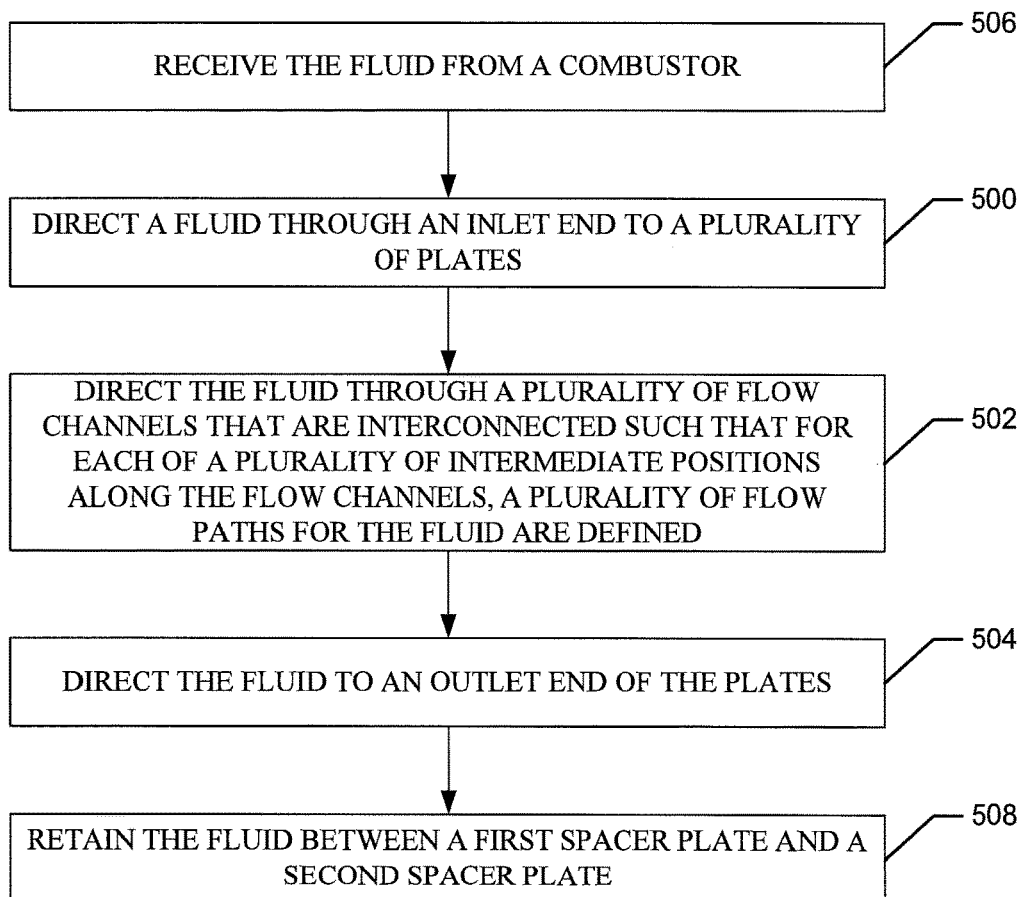 506
RECEIVE THE FLUID FROM A COMBUSTOR
500
DIRECT A FLUID THROUGH AN INLET END TO A PLURALITY
OF PLATES
DIRECT THE FLUID THROUGH A PLURALITY OF FLOW
CHANNELS THAT ARE INTERCONNECTED SUCH THAT FOR
502
EACH OF A PLURALITY OF INTERMEDIATE POSITIONS
ALONG THE FLOW CHANNELS, A PLURALITY OF FLOW
PATHS FOR THE FLUID ARE DEFINED
504
DIRECT THE FLUID TO AN OUTLET END OF THE PLATES
508
RETAIN THE FLUID BETWEEN A FIRST SPACER PLATE AND A
SECOND SPACER PLATE